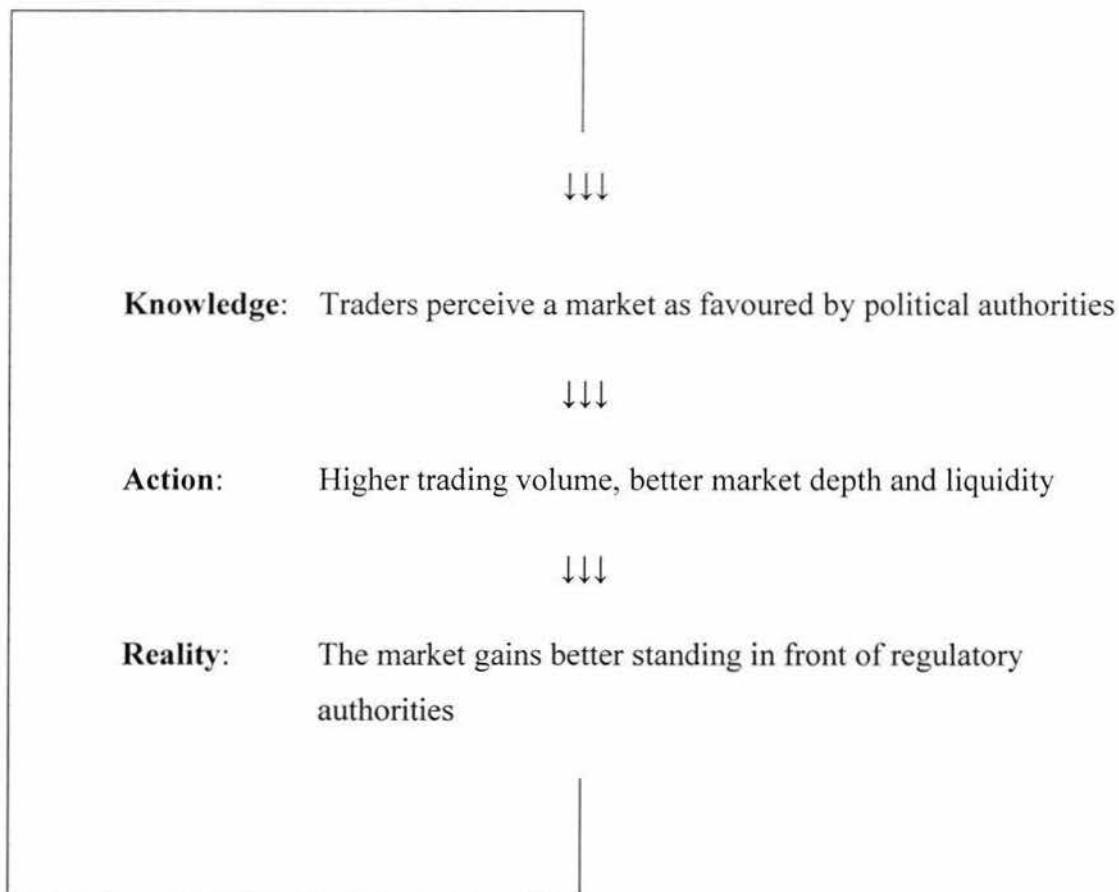 ↓↓↓
Knowledge: Traders perceive a market as favoured by political authorities
↓↓↓
Action: Higher trading volume, better market depth and liquidity
↓↓↓
Reality: The market gains better standing in front of regulatory
authorities